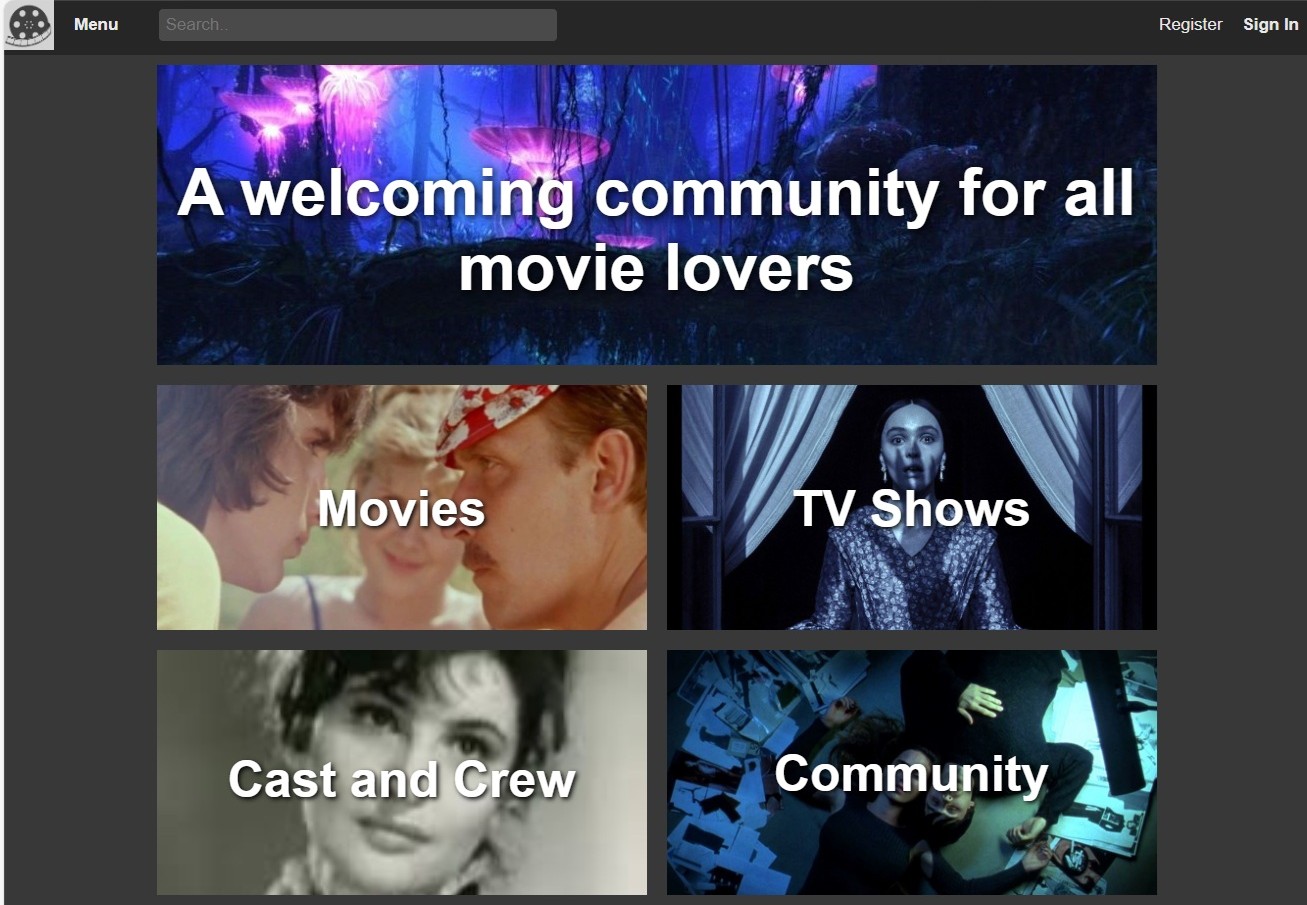 Menu
Search..
Register
Sign In
A welcoming community for all
movie lovers
Movies
TV Shows
Cast and Crew
Community